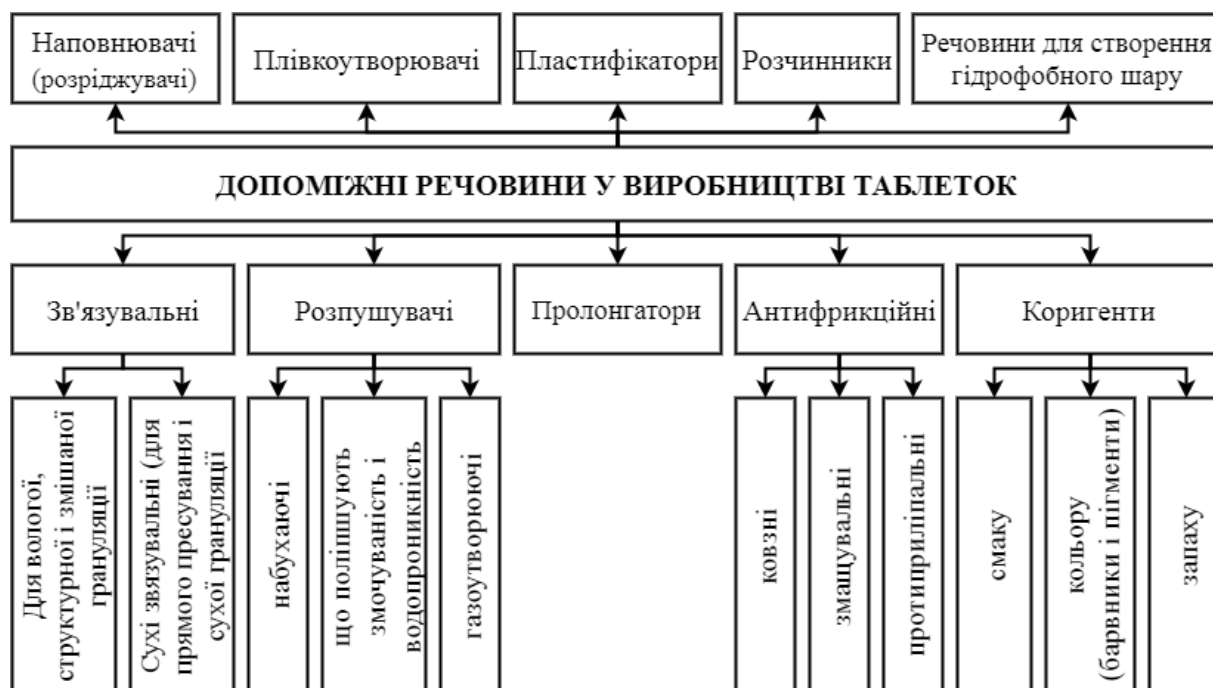 Наповнювачі
(розріджувачі)
Плівкоутворювачі
Пластифікатори
Розчинники
Речовини для створення
гідрофобного шару
ДОПОМІЖНІ РЕЧОВИНИ У ВИРОБНИЦТВІ ТАБЛЕТОК
Зв'язувальні
Розпушувачі
Пролонгатори
Антифрикційні
Коригенти
Для вологої,
структурної і змішаної
грануляції
Сухі звязувальні (для
прямого пресування і
сухої грануляції
набухаючі
що поліпшують
змочуваність і
водопроникність
газоутворюючі
ковзні
змащувальні
протиприліпальні
смаку
кольору
(барвники і пігменти)
запаху